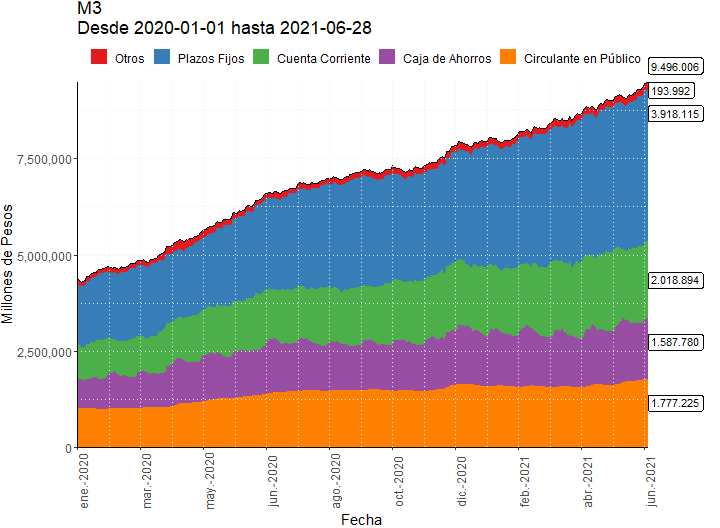 M3
Desde 2020-01-01 hasta 2021-06-28
Otros Plazos Fijos Cuenta Corriente Caja de Ahorros Circulante en Público
9.496.006
193.992
3.918.115
2.018.894
1.587.780
1.777.225
Millones de Pesos
7,500,000
5,000,000
2,500,000
0
ene.-2020 mar.-2020 may.-2020 jun.-2020 ago.-2020 oct.-2020 dic.-2020 feb.-2021 abr.-2021 jun.-2021
Fecha